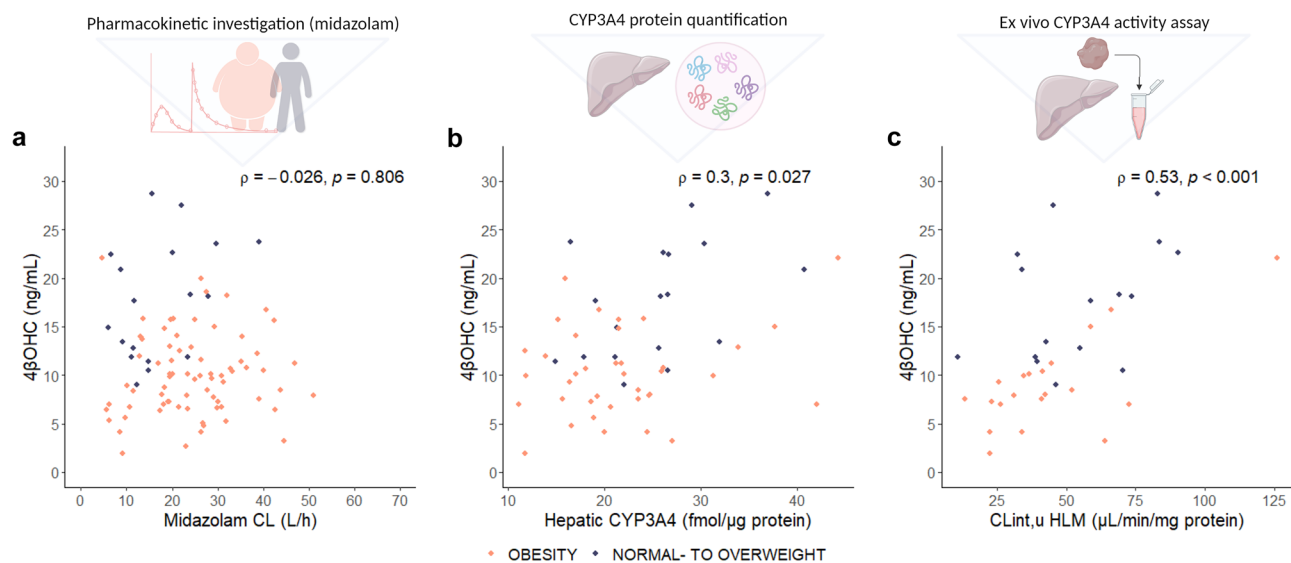 Pharmacokinetic investigation (midazolam)
CYP3A4 protein quantification
Ex vivo CYP3A4 activity assay
a
ρ = −0.026, p = 0.806
4βOHC (ng/mL)
30
25
20
15
10
5
0
0 10 20 30 40 50 60 70
Midazolam CL (L/h)
b
ρ = 0.3, p = 0.027
4βOHC (ng/mL)
30
25
20
15
10
5
0
10 20 30 40
Hepatic CYP3A4 (fmol/µg protein)
c
ρ = 0.53, p < 0.001
4βOHC (ng/mL)
30
25
20
15
10
5
0
25 50 75 100 125
CLint,u HLM (µL/min/mg protein)
OBESITY NORMAL- TO OVERWEIGHT